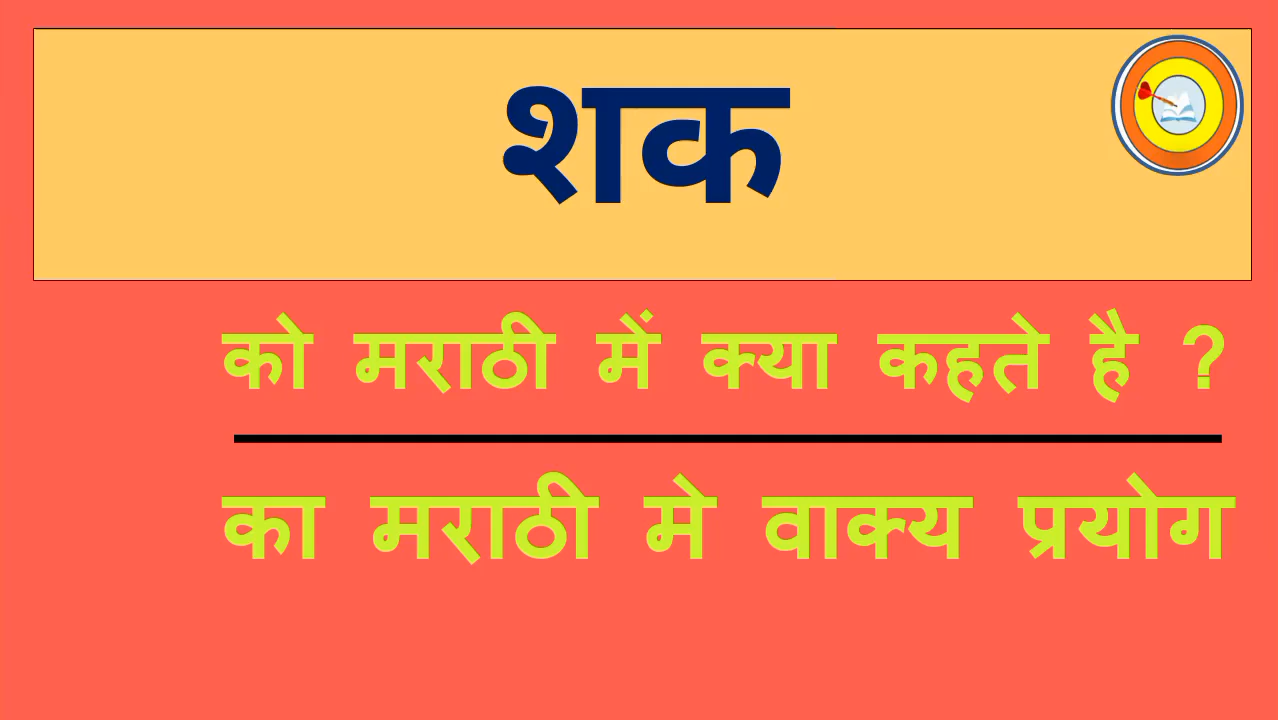 शक
को मराठी में क्या कहते है ?
का मराठी मे वाक्य प्रयोग